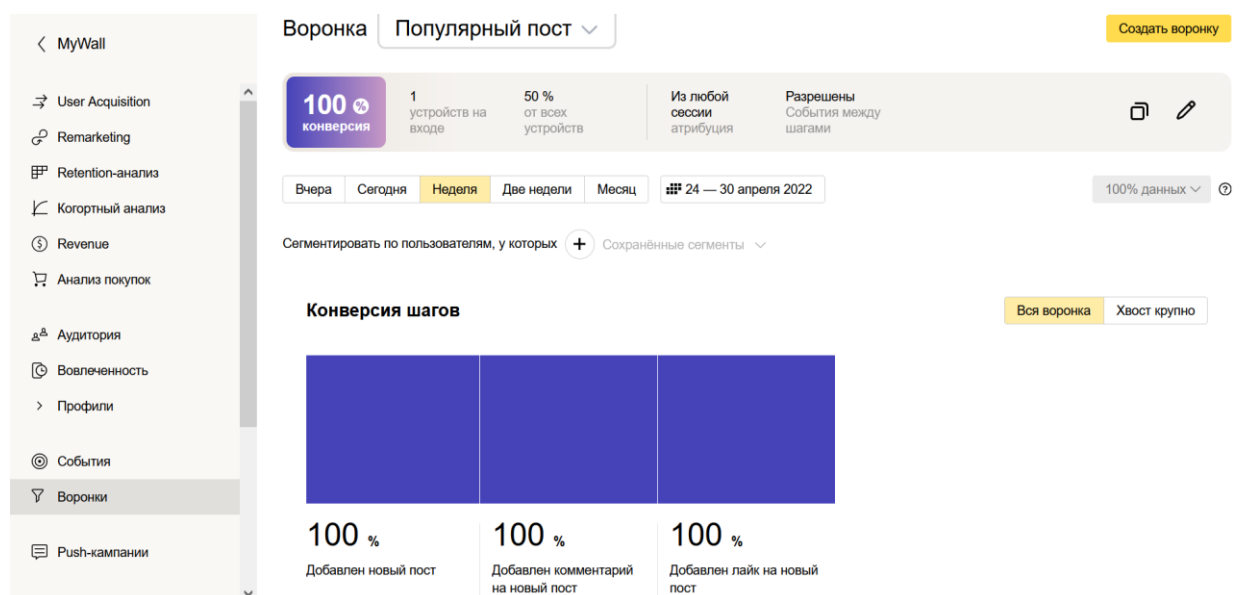 MyWall
User Acquisition
Remarketing
Retention-анализ
Когортный анализ
Revenue
Анализ покупок
Аудитория
Вовлеченность
Профили
События
Воронки
Push-кампании
Воронка Популярный пост
Создать воронку
100 %
конверсия
1
устройств на
входе
50 %
от всех
устройств
Из любой
сессии
атрибуция
Разрешены
События между
шагами
Вчера Сегодня Неделя Две недели Месяц 24 — 30 апреля 2022
100% данных
Сегментировать по пользователям, у которых + Сохранённые сегменты
Конверсия шагов
Вся воронка Хвост крупно
100 %
Добавлен новый пост
100 %
Добавлен комментарий
на новый пост
100 %
Добавлен лайк на новый
пост